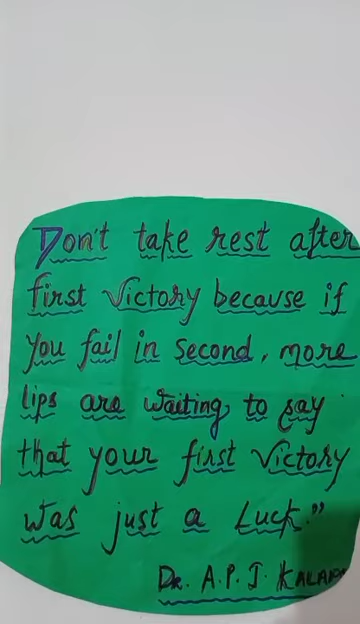 Don't take rest after
first Victory because if
you fail in Second, more
lips are waiting to say
that your first Victory
was just a Luck."
Dr. A.P.J. KALAM